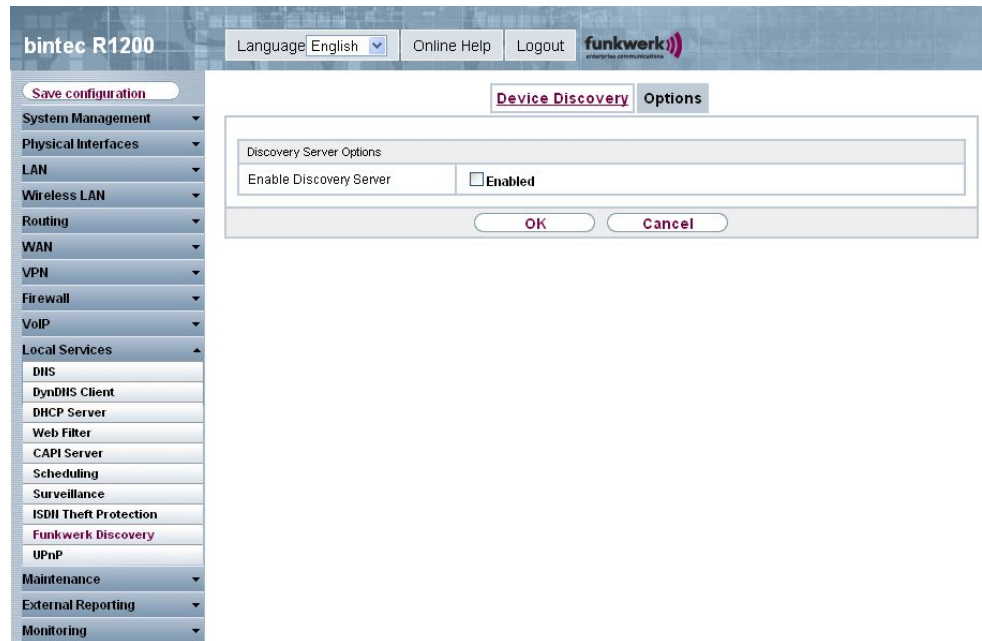 bintec R1200
Language English
Online Help
Logout
funkwerk
enterprise communications
Save configuration
System Management
Physical Interfaces
LAN
Wireless LAN
Routing
WAN
VPN
Firewall
VoIP
Local Services
DNS
DynDNS Client
DHCP Server
Web Filter
CAPI Server
Scheduling
Surveillance
ISDN Theft Protection
Funkwerk Discovery
UPnP
Maintenance
External Reporting
Monitoring
Device Discovery
Options
Discovery Server Options
Enable Discovery Server
Enabled
OK
Cancel